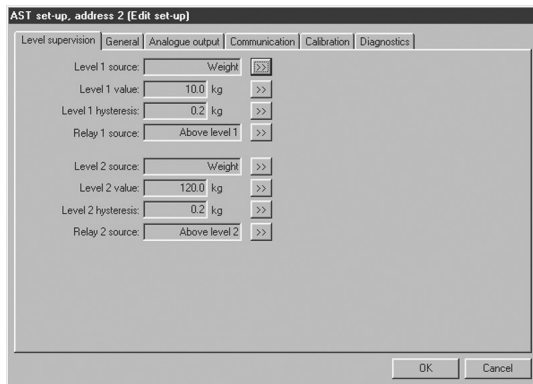 AST set-up, address 2 (Edit set-up)
Level supervision General Analogue output Communication Calibration Diagnostics
Level 1 source: Weight >>
Level 1 value: 10.0 kg >>
Level 1 hysteresis: 0.2 kg >>
Relay 1 source: Above level 1 >>
Level 2 source: Weight >>
Level 2 value: 120.0 kg >>
Level 2 hysteresis: 0.2 kg >>
Relay 2 source: Above level 2 >>
OK Cancel